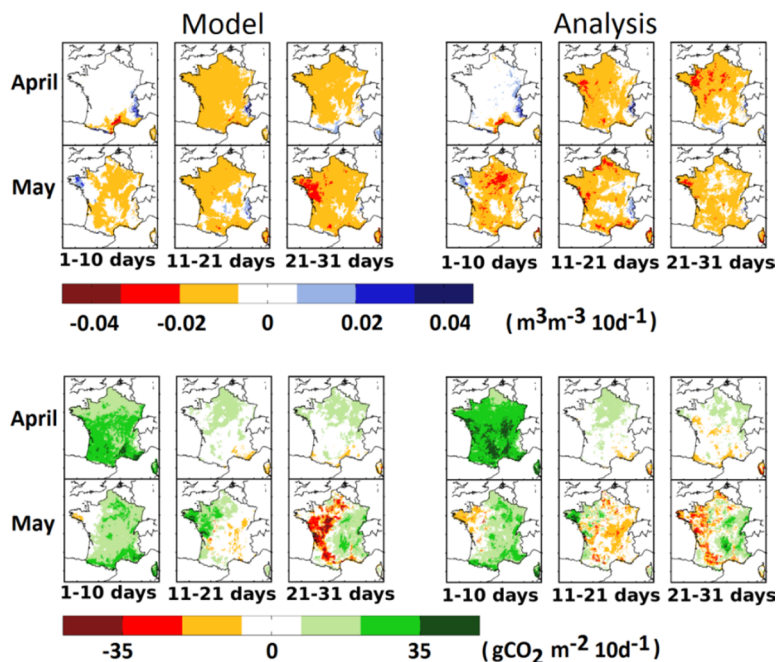 Model Analysis
April
May
1-10 days 11-21 days 21-31 days 1-10 days 11-21 days 21-31 days
-0.04 -0.02 0 0.02 0.04 (m³m⁻³ 10d⁻¹)
April
May
1-10 days 11-21 days 21-31 days 1-10 days 11-21 days 21-31 days
-35 0 35 (gCO₂ m⁻² 10d⁻¹)